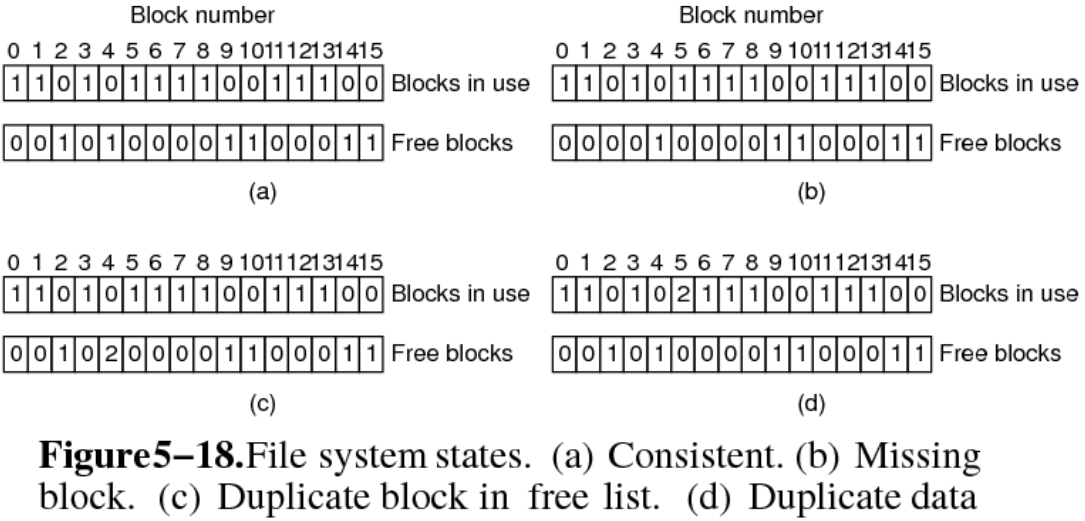 Block number
0 1 2 3 4 5 6 7 8 9 10 11 12 13 14 15
1 1 0 1 0 1 1 1 1 0 0 1 1 1 0 0 Blocks in use
0 0 1 0 1 0 0 0 0 1 1 0 0 0 1 1 Free blocks
(a)
Block number
0 1 2 3 4 5 6 7 8 9 10 11 12 13 14 15
1 1 0 1 0 1 1 1 1 0 0 1 1 1 0 0 Blocks in use
0 0 0 0 1 0 0 0 0 1 1 0 0 0 1 1 Free blocks
(b)
0 1 2 3 4 5 6 7 8 9 10 11 12 13 14 15
1 1 0 1 0 1 1 1 1 0 0 1 1 1 0 0 Blocks in use
0 0 1 0 2 0 0 0 0 1 1 0 0 0 1 1 Free blocks
(c)
0 1 2 3 4 5 6 7 8 9 10 11 12 13 14 15
1 1 0 1 0 2 1 1 1 0 0 1 1 1 0 0 Blocks in use
0 0 1 0 1 0 0 0 0 1 1 0 0 0 1 1 Free blocks
(d)
Figure5−18.File system states. (a) Consistent. (b) Missing
block. (c) Duplicate block in free list. (d) Duplicate data